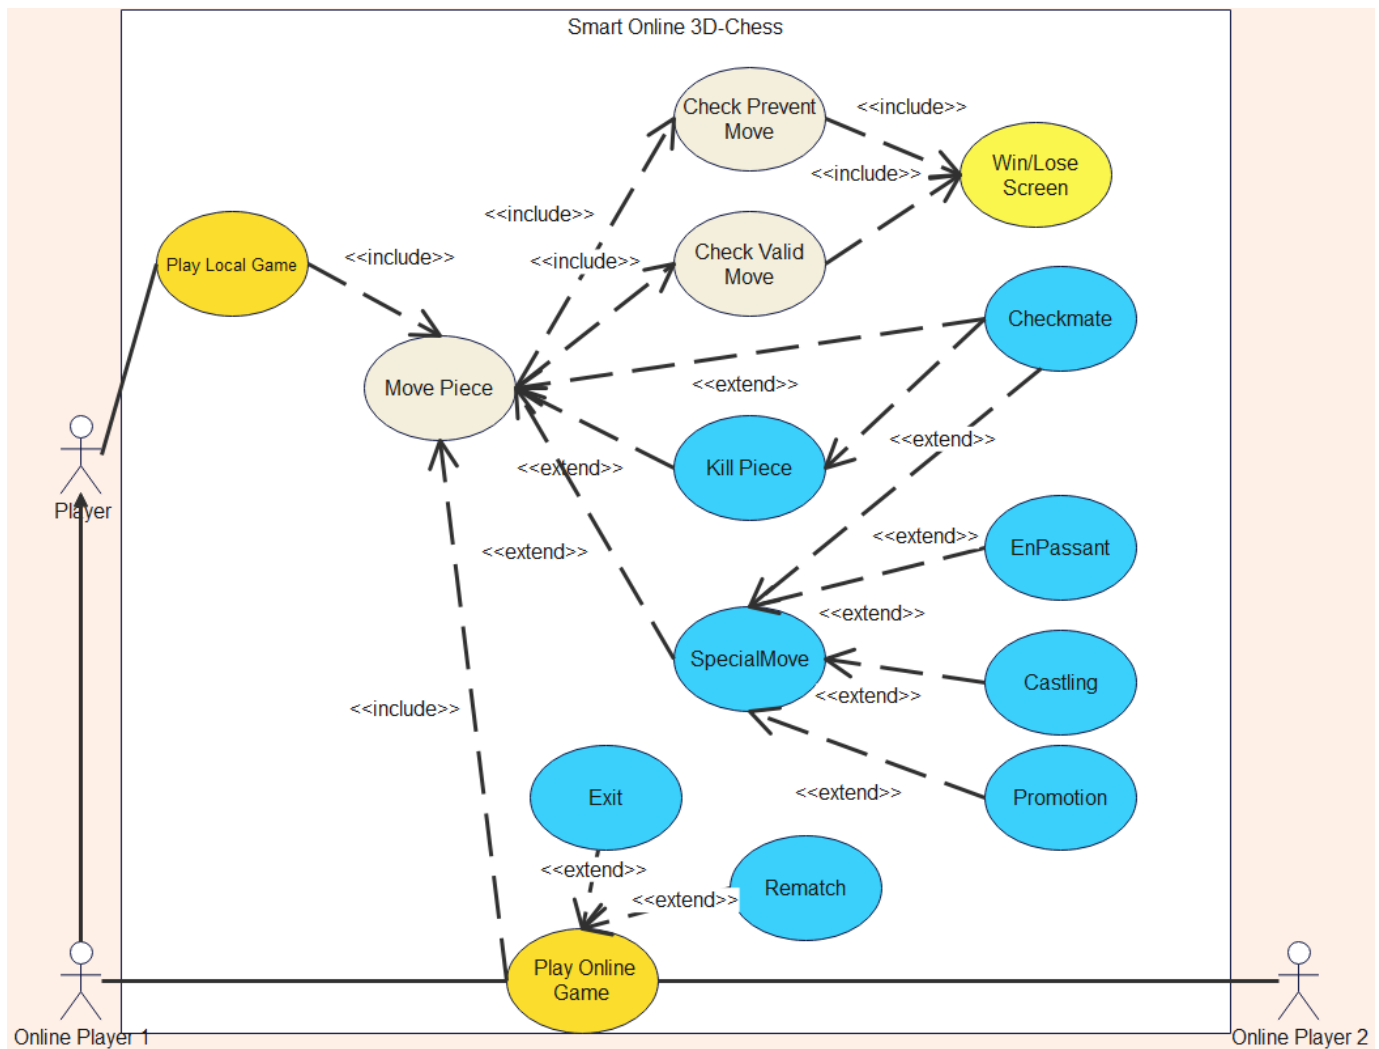 Smart Online 3D-Chess
Check Prevent
Move
<<include>>
Win/Lose
Screen
<<include>>
<<include>>
Play Local Game
<<include>>
<<include>>
Check Valid
Move
Checkmate
Move Piece
<<extend>>
<<extend>>
Kill Piece
<<extend>>
Player
<<extend>>
<<extend>>
EnPassant
<<extend>>
SpecialMove
<<extend>>
Castling
<<include>>
<<extend>>
Promotion
Exit
<<extend>>
<<extend>>
Rematch
Play Online
Game
Online Player 1
Online Player 2